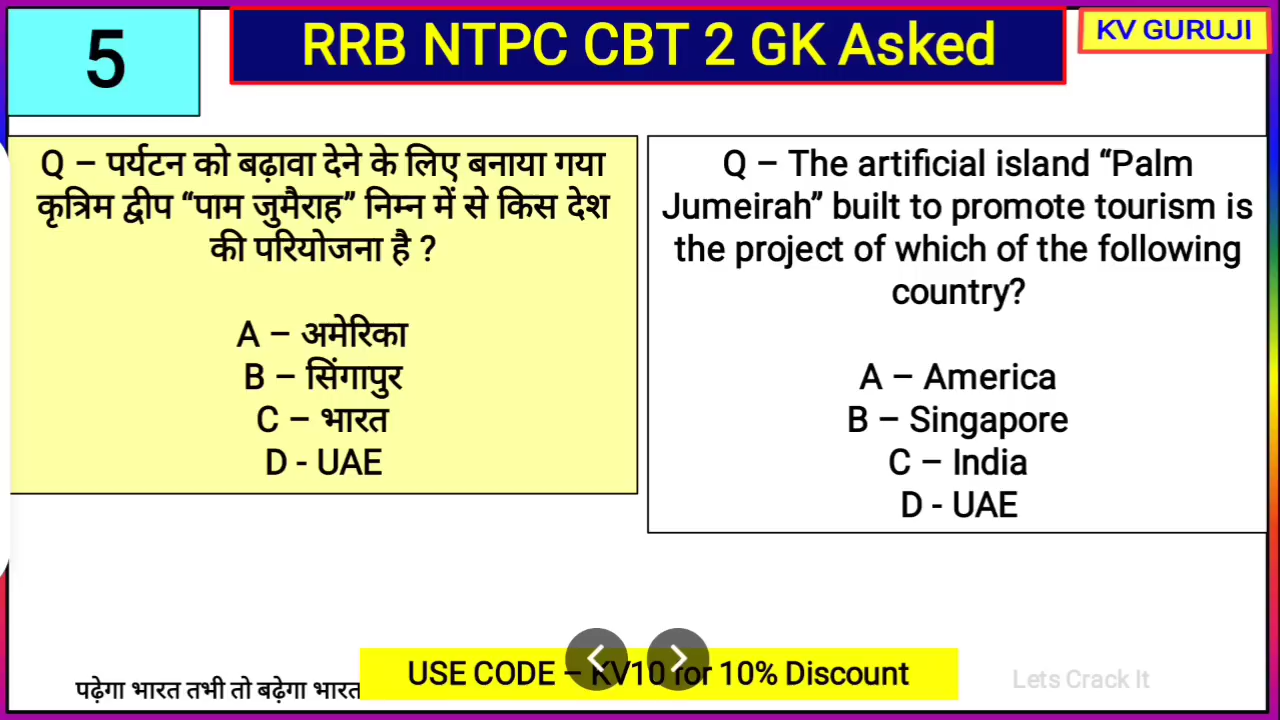 5
RRB NTPC CBT 2 GK Asked
KV GURUJI
Q – पर्यटन को बढ़ावा देने के लिए बनाया गया
कृत्रिम द्वीप “पाम जुमैराह” निम्न में से किस देश
की परियोजना है ?
A – अमेरिका
B – सिंगापुर
C – भारत
D - UAE
Q – The artificial island “Palm
Jumeirah” built to promote tourism is
the project of which of the following
country?
A – America
B – Singapore
C – India
D - UAE
USE CODE – KV10 for 10% Discount
पढ़ेगा भारत तभी तो बढ़ेगा भारत
Lets Crack It